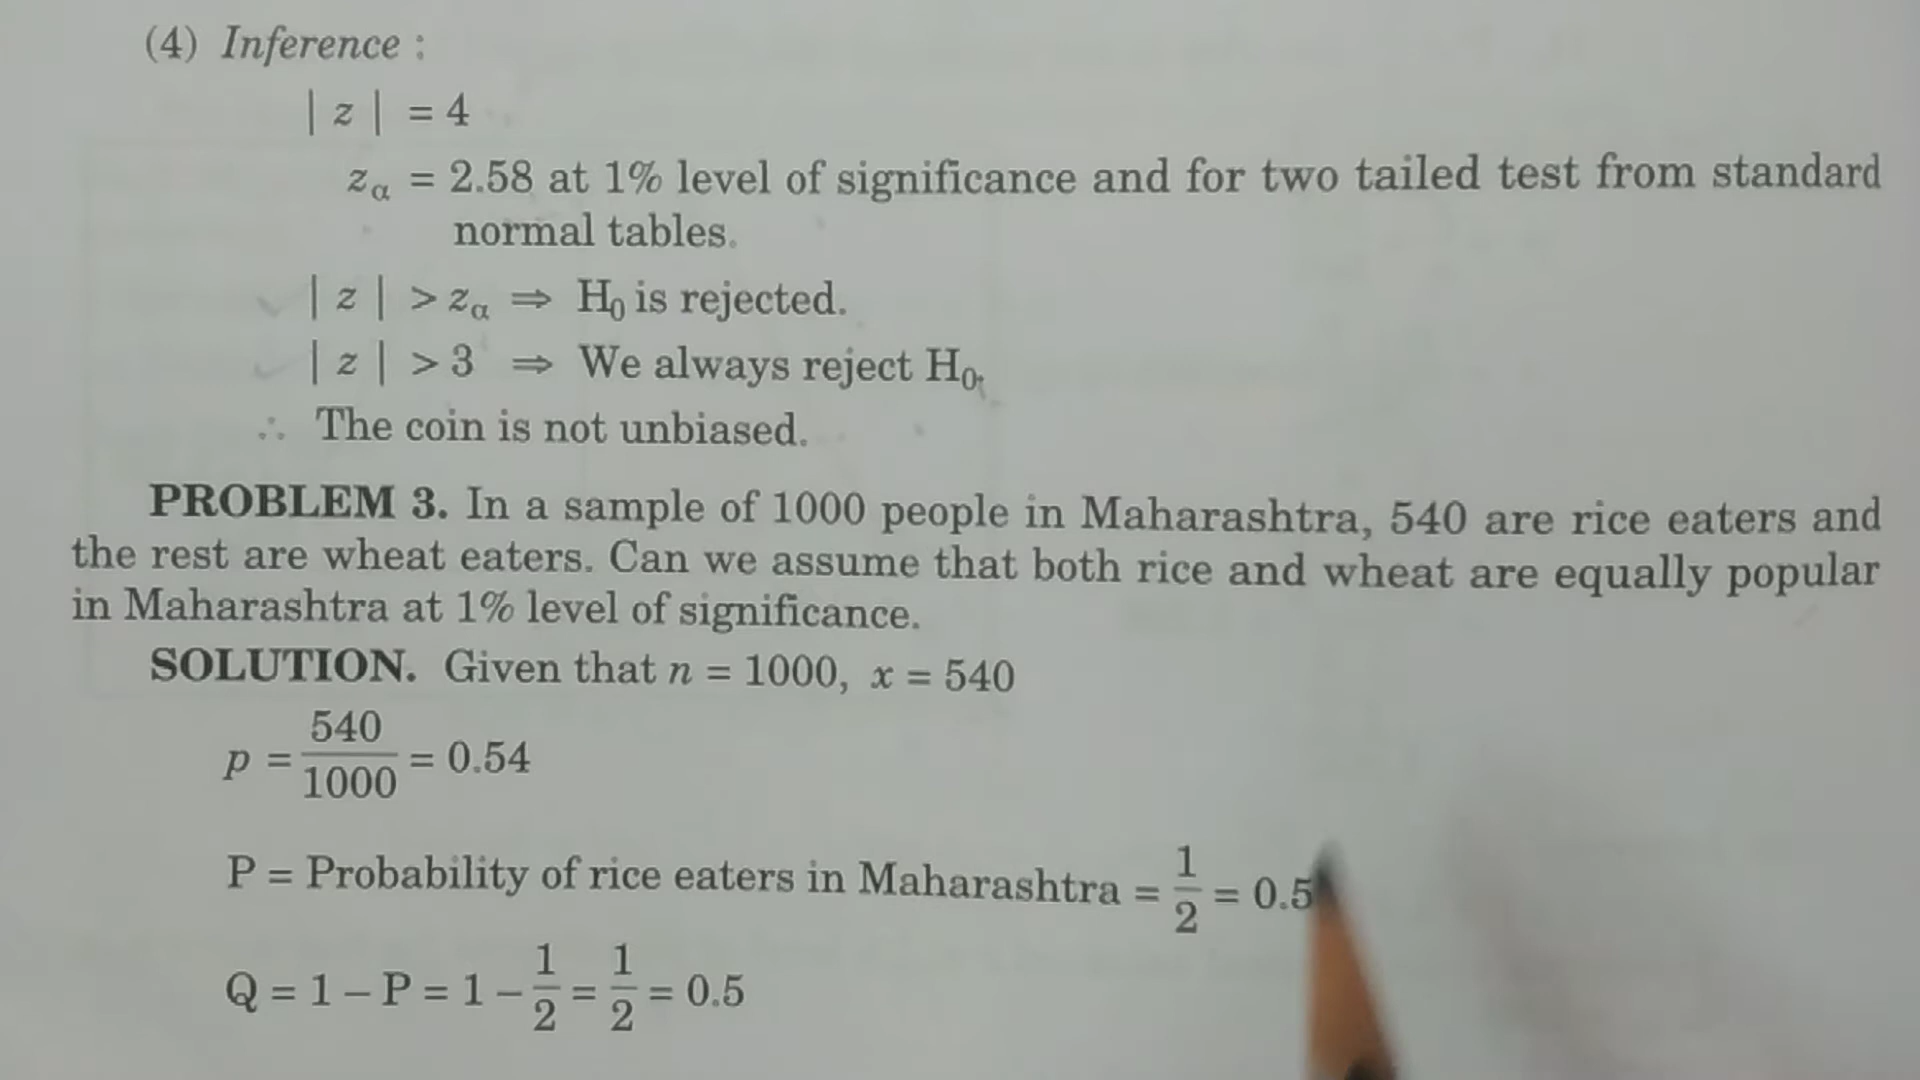 (4) Inference :
| z | = 4
zα = 2.58 at 1% level of significance and for two tailed test from standard
normal tables.
| z | > zα ⇒ H₀ is rejected.
| z | > 3 ⇒ We always reject H₀.
∴ The coin is not unbiased.
PROBLEM 3. In a sample of 1000 people in Maharashtra, 540 are rice eaters and
the rest are wheat eaters. Can we assume that both rice and wheat are equally popular
in Maharashtra at 1% level of significance.
SOLUTION. Given that n = 1000, x = 540
p = 540/1000 = 0.54
P = Probability of rice eaters in Maharashtra = 1/2 = 0.5
Q = 1 – P = 1 – 1/2 = 1/2 = 0.5